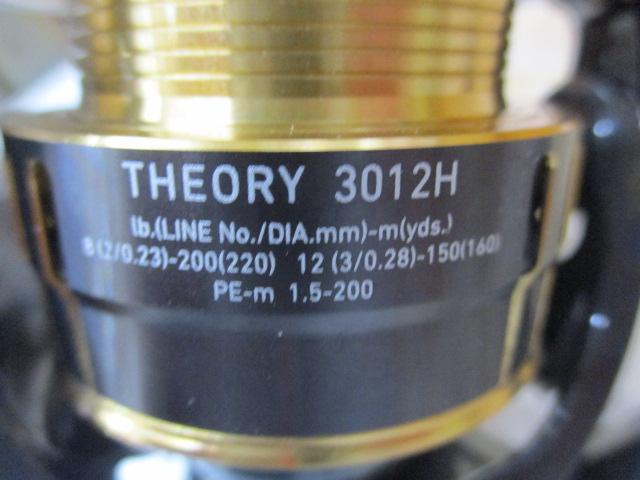 THEORY 3012H
lb.(LINE No./DIA.mm)-m(yds.)
8(2/0.23)-200(220) 12 (3/0.28)-150(160)
PE-m 1.5-200